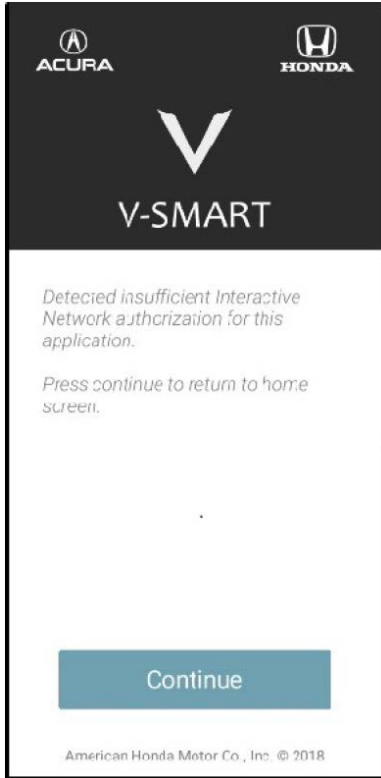 ACURA
HONDA
V-SMART
Detected insufficient Interactive
Network authorization for this
application.
Press continue to return to home
screen.
Continue
American Honda Motor Co., Inc. © 2018